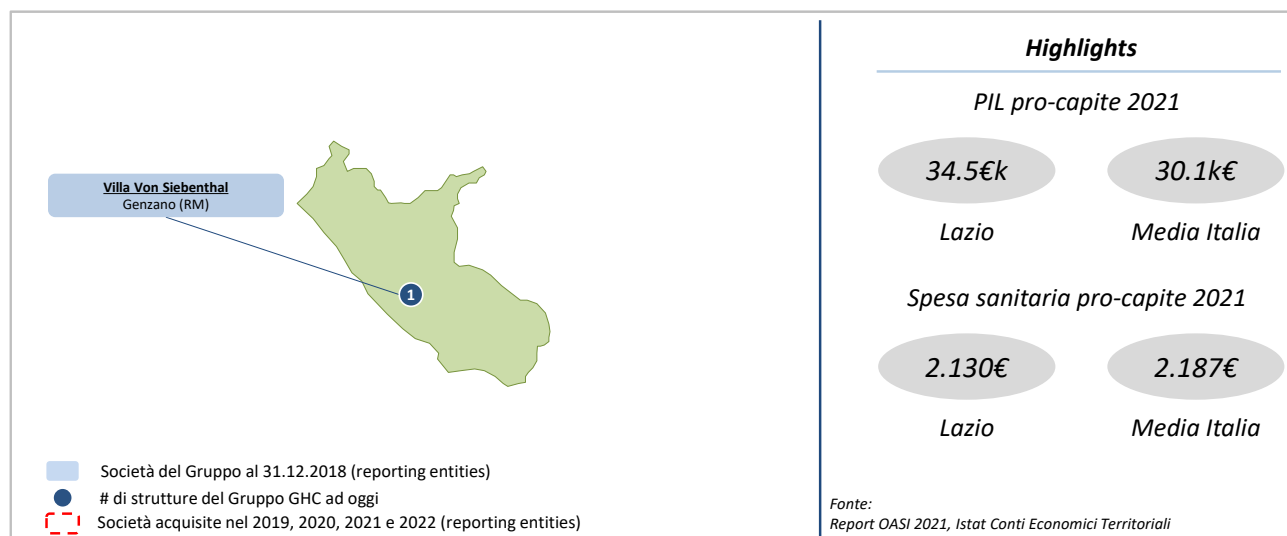 Villa Von Siebenthal
Genzano (RM)
1
Società del Gruppo al 31.12.2018 (reporting entities)
# di strutture del Gruppo GHC ad oggi
Società acquisite nel 2019, 2020, 2021 e 2022 (reporting entities)
Highlights
PIL pro-capite 2021
34.5€k 30.1k€
Lazio Media Italia
Spesa sanitaria pro-capite 2021
2.130€ 2.187€
Lazio Media Italia
Fonte:
Report OASI 2021, Istat Conti Economici Territoriali